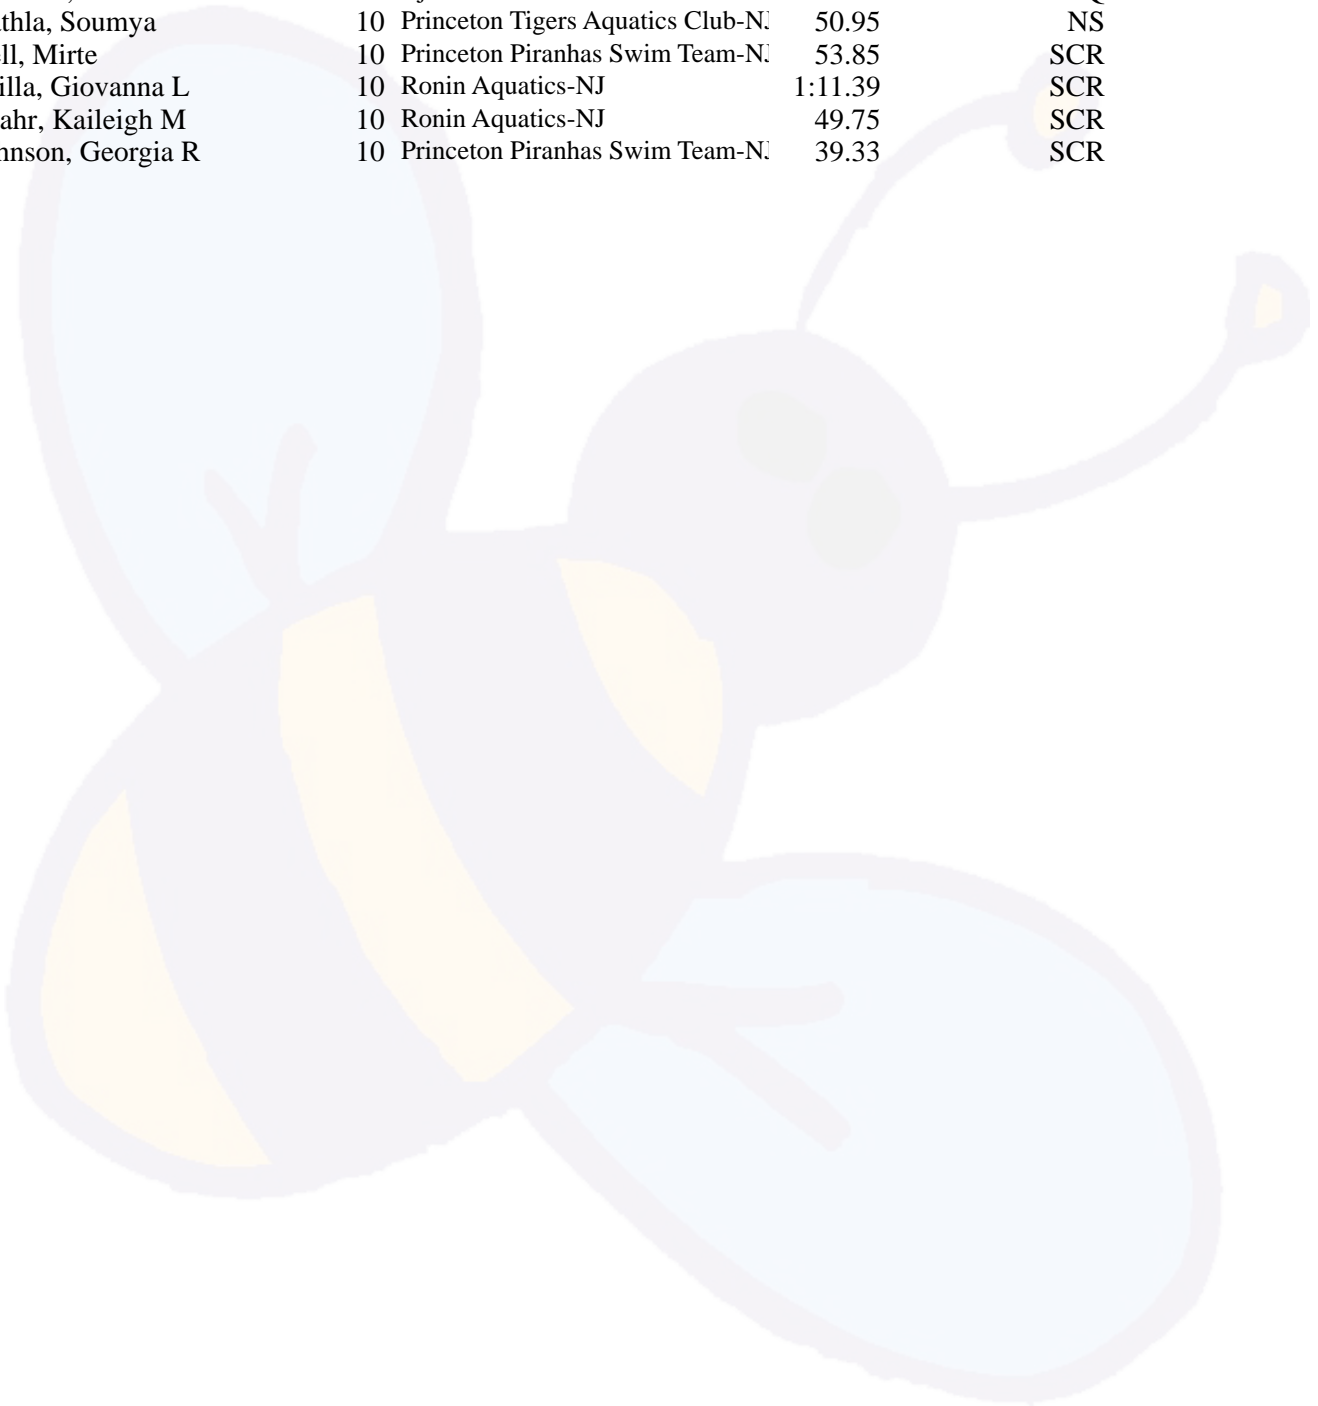 athla, Soumya 10 Princeton Tigers Aquatics Club-NJ 50.95 NS
ell, Mirte 10 Princeton Piranhas Swim Team-NJ 53.85 SCR
illa, Giovanna L 10 Ronin Aquatics-NJ 1:11.39 SCR
ahr, Kaileigh M 10 Ronin Aquatics-NJ 49.75 SCR
hnson, Georgia R 10 Princeton Piranhas Swim Team-NJ 39.33 SCR